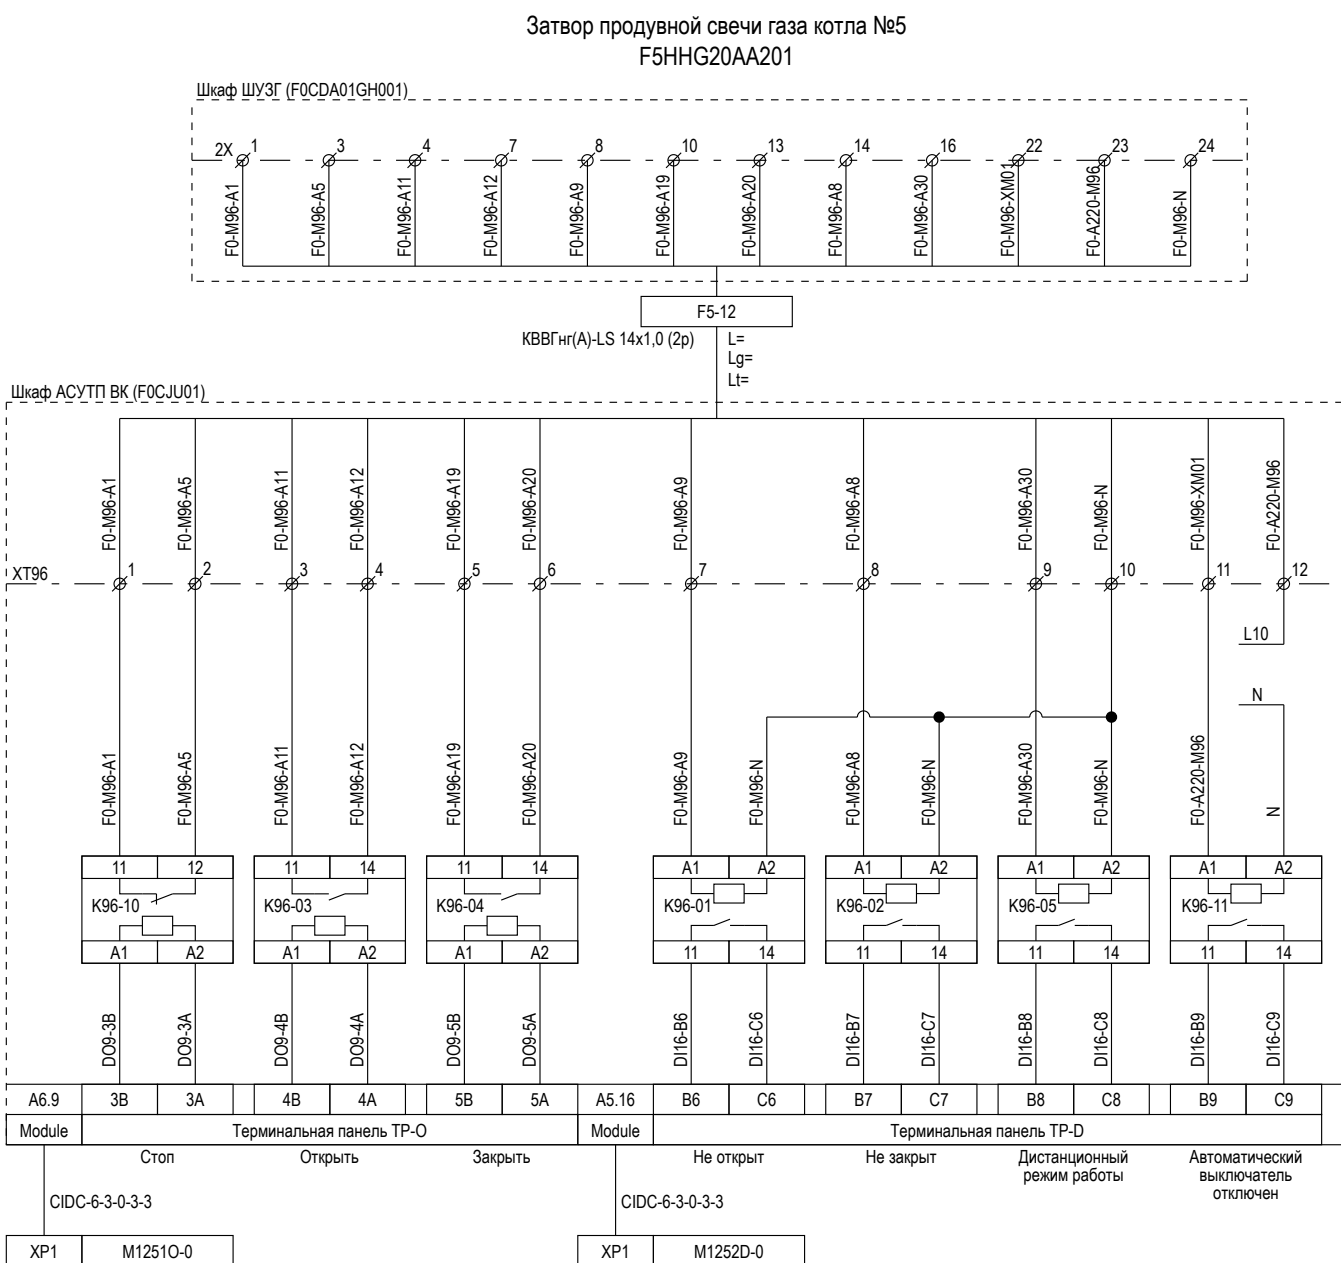 Затвор продувной свечи газа котла №5
F5HHG20AA201
Шкаф ШУЗГ (F0CDA01GH001)
2X 1 3 4 7 8 10 13 14 16 22 23 24
F0-M96-A1 F0-M96-A5 F0-M96-A11 F0-M96-A12 F0-M96-A9 F0-M96-A19 F0-M96-A20 F0-M96-A8 F0-M96-A30 F0-M96-XM01 F0-A220-M96 F0-M96-N
F5-12
КВВГнг(А)-LS 14x1,0 (2р) L=
Lg=
Lt=
Шкаф АСУТП ВК (F0CJU01)
F0-M96-A1 F0-M96-A5 F0-M96-A11 F0-M96-A12 F0-M96-A19 F0-M96-A20 F0-M96-A9 F0-M96-A8 F0-M96-A30 F0-M96-N F0-M96-XM01 F0-A220-M96
XT96 1 2 3 4 5 6 7 8 9 10 11 12
L10
N
F0-M96-A1 F0-M96-A5 F0-M96-A11 F0-M96-A12 F0-M96-A19 F0-M96-A20 F0-M96-A9 F0-M96-N F0-M96-A8 F0-M96-N F0-M96-A30 F0-M96-N F0-A220-M96 N
11 12 11 14 11 14 A1 A2 A1 A2 A1 A2 A1 A2
K96-10 K96-03 K96-04 K96-01 K96-02 K96-05 K96-11
A1 A2 A1 A2 A1 A2 11 14 11 14 11 14 11 14
DO9-3B DO9-3A DO9-4B DO9-4A DO9-5B DO9-5A DI16-B6 DI16-C6 DI16-B7 DI16-C7 DI16-B8 DI16-C8 DI16-B9 DI16-C9
A6.9 3B 3A 4B 4A 5B 5A A5.16 B6 C6 B7 C7 B8 C8 B9 C9
Module Терминальная панель TP-O Module Терминальная панель TP-D
Стоп Открыть Закрыть Не открыт Не закрыт Дистанционный Автоматический
режим работы выключатель
отключен
CIDC-6-3-0-3-3 CIDC-6-3-0-3-3
XP1 M1251O-0 XP1 M1252D-0